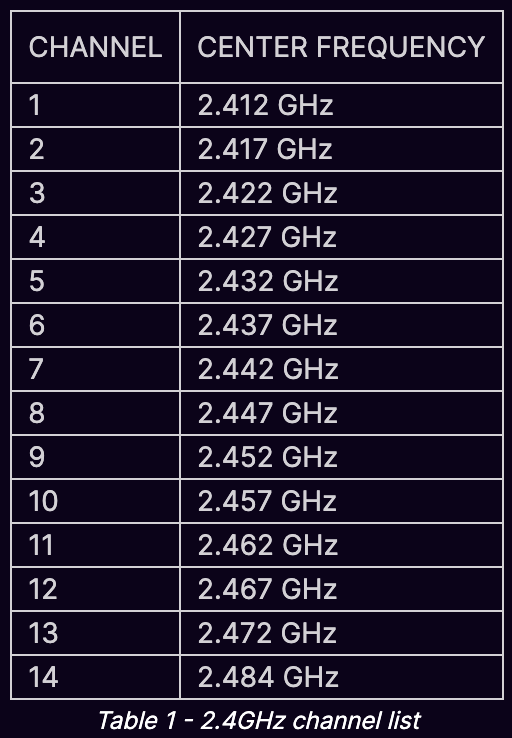 CHANNEL CENTER FREQUENCY
1 2.412 GHz
2 2.417 GHz
3 2.422 GHz
4 2.427 GHz
5 2.432 GHz
6 2.437 GHz
7 2.442 GHz
8 2.447 GHz
9 2.452 GHz
10 2.457 GHz
11 2.462 GHz
12 2.467 GHz
13 2.472 GHz
14 2.484 GHz
Table 1 - 2.4GHz channel list